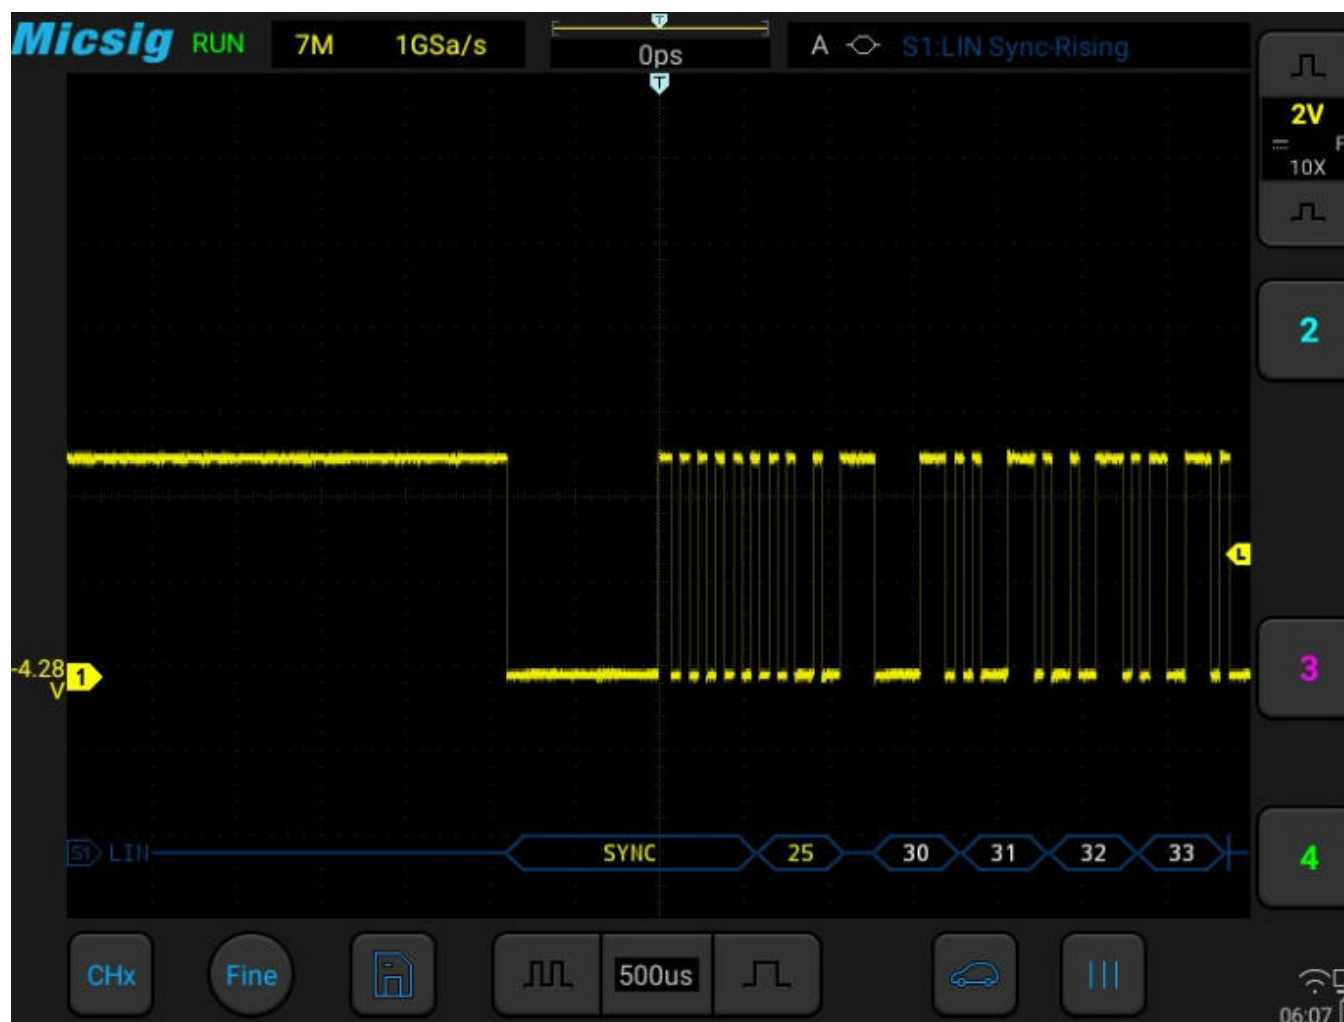 Micsig RUN 7M 1GSa/s 0ps A S1:LIN Sync-Rising
T
T
2V
F
10X
2
L
-4.28
V
1
3
S1 LIN SYNC 25 30 31 32 33
4
CHx Fine 500us
06:07